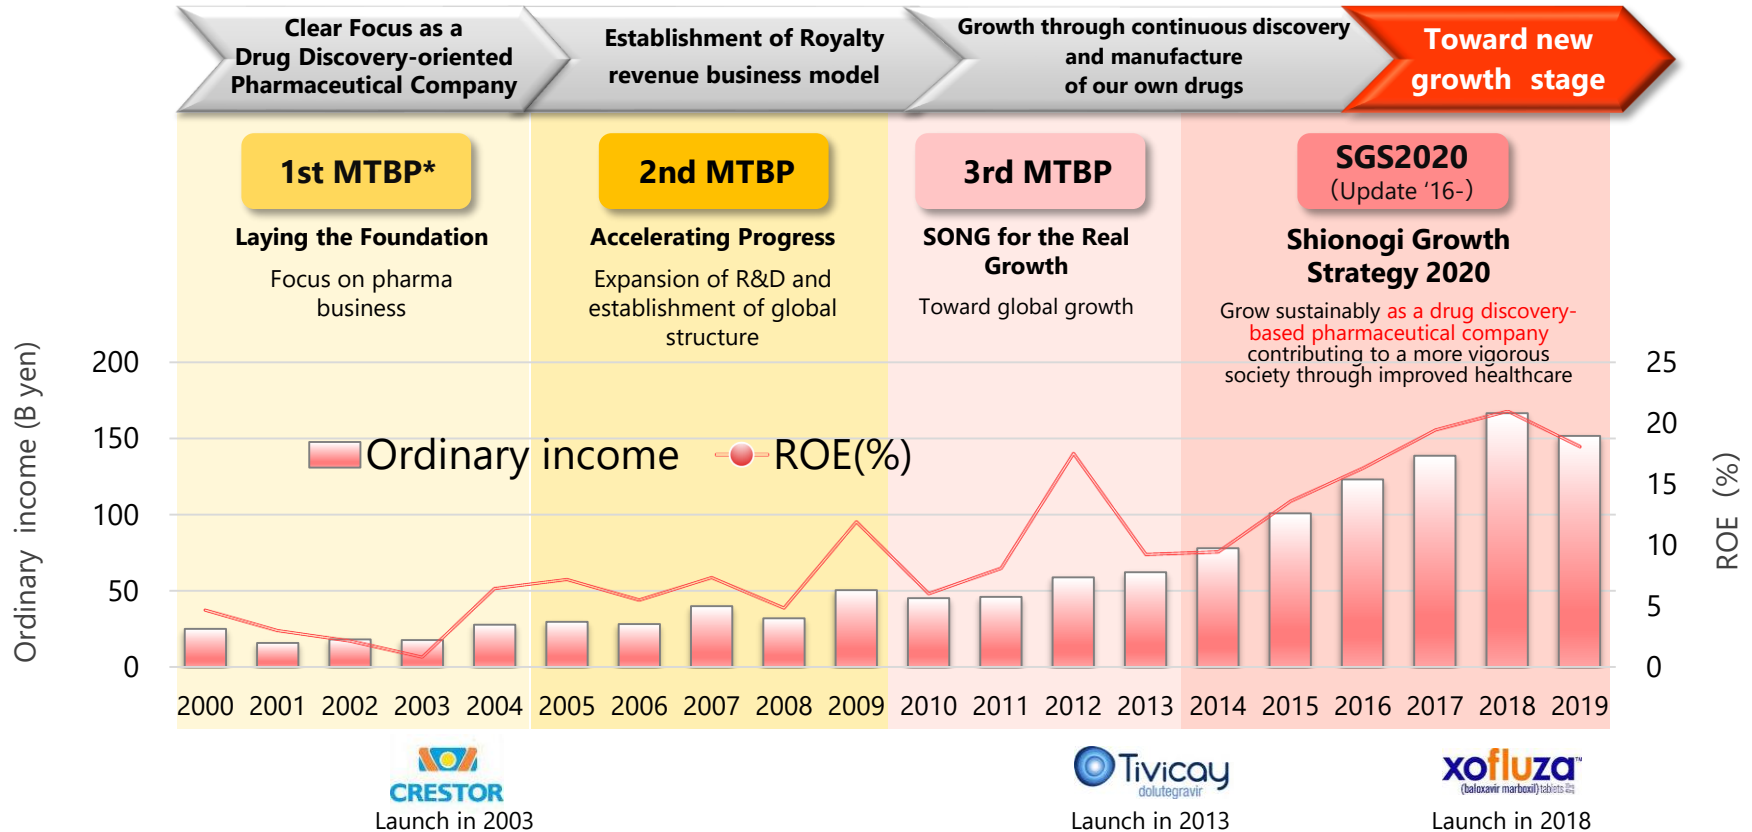 Clear Focus as a
Drug Discovery-oriented
Pharmaceutical Company
Establishment of Royalty
revenue business model
Growth through continuous discovery
and manufacture
of our own drugs
Toward new
growth stage
1st MTBP*
2nd MTBP
3rd MTBP
SGS2020
(Update ‘16-)
Laying the Foundation
Focus on pharma
business
Accelerating Progress
Expansion of R&D and
establishment of global
structure
SONG for the Real
Growth
Toward global growth
Shionogi Growth
Strategy 2020
Grow sustainably as a drug discovery-
based pharmaceutical company
contributing to a more vigorous
society through improved healthcare
Ordinary income (B yen)
200
150
100
50
0
Ordinary income
ROE(%)
25
20
15
10
5
0
ROE (%)
2000 2001 2002 2003 2004 2005 2006 2007 2008 2009 2010 2011 2012 2013 2014 2015 2016 2017 2018 2019
CRESTOR
Launch in 2003
Tivicay
dolutegravir
Launch in 2013
xofluza™
(baloxavir marboxil) tablets
Launch in 2018